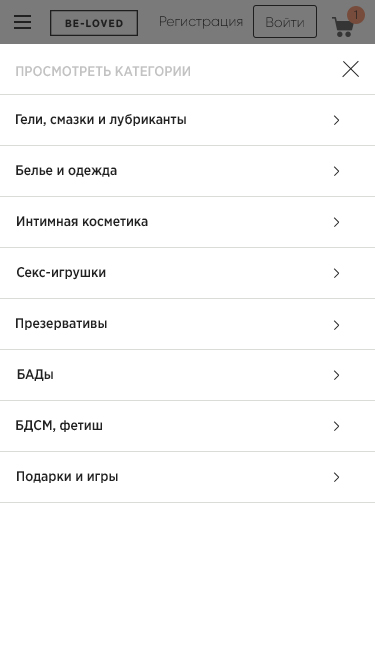 BE-LOVED Регистрация Войти 1
ПРОСМОТРЕТЬ КАТЕГОРИИ
Гели, смазки и лубриканты
Белье и одежда
Интимная косметика
Секс-игрушки
Презервативы
БАДы
БДСМ, фетиш
Подарки и игры